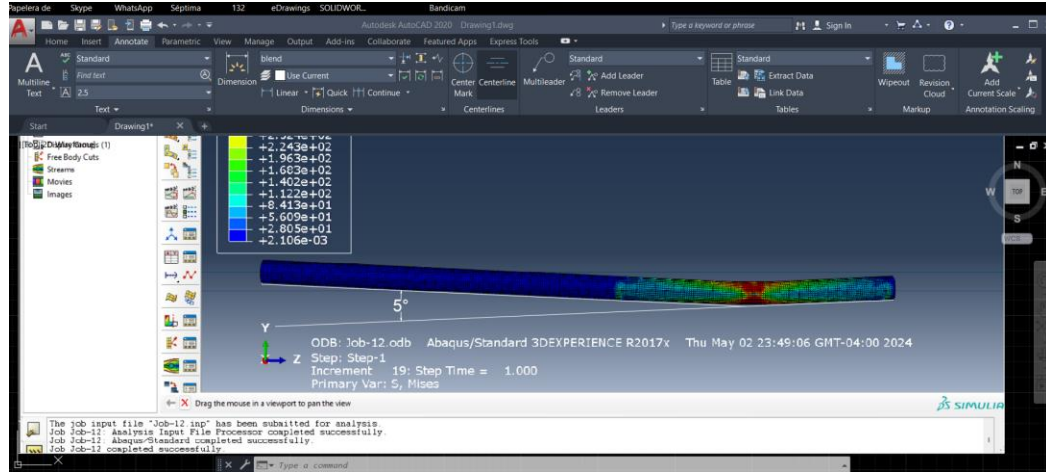 Papelera de Skype WhatsApp Séptima 132 eDrawings SOLIDWOR... Bandicam
A Autodesk AutoCAD 2020 Drawing1.dwg Type a keyword or phrase Sign In
Home Insert Annotate Parametric View Manage Output Add-ins Collaborate Featured Apps Express Tools
Standard blend Standard Standard
Find text Use Current Add Leader Extract Data
Multiline Text Dimension Center Mark Centerline Multileader Table Wipeout Revision Cloud Add Current Scale
2.5 Linear Quick Continue Remove Leader Link Data
Text Dimensions Centerlines Leaders Tables Markup Annotation Scaling
Start Drawing1*
Free Body Cuts
Streams
Movies
Images
+2.243e+02
+1.963e+02
+1.683e+02
+1.402e+02
+1.122e+02
+8.413e+01
+5.609e+01
+2.805e+01
+2.106e-03
N
W TOP E
S
WCS
5°
Y
Z
ODB: Job-12.odb Abaqus/Standard 3DEXPERIENCE R2017x Thu May 02 23:49:06 GMT-04:00 2024
Step: Step-1
Increment 19: Step Time = 1.000
Primary Var: S, Mises
Drag the mouse in a viewport to pan the view
SIMULIA
The job input file "Job-12.inp" has been submitted for analysis.
Job Job-12: Analysis Input File Processor completed successfully.
Job Job-12: Abaqus/Standard completed successfully.
Job Job-12 completed successfully.
X Type a command